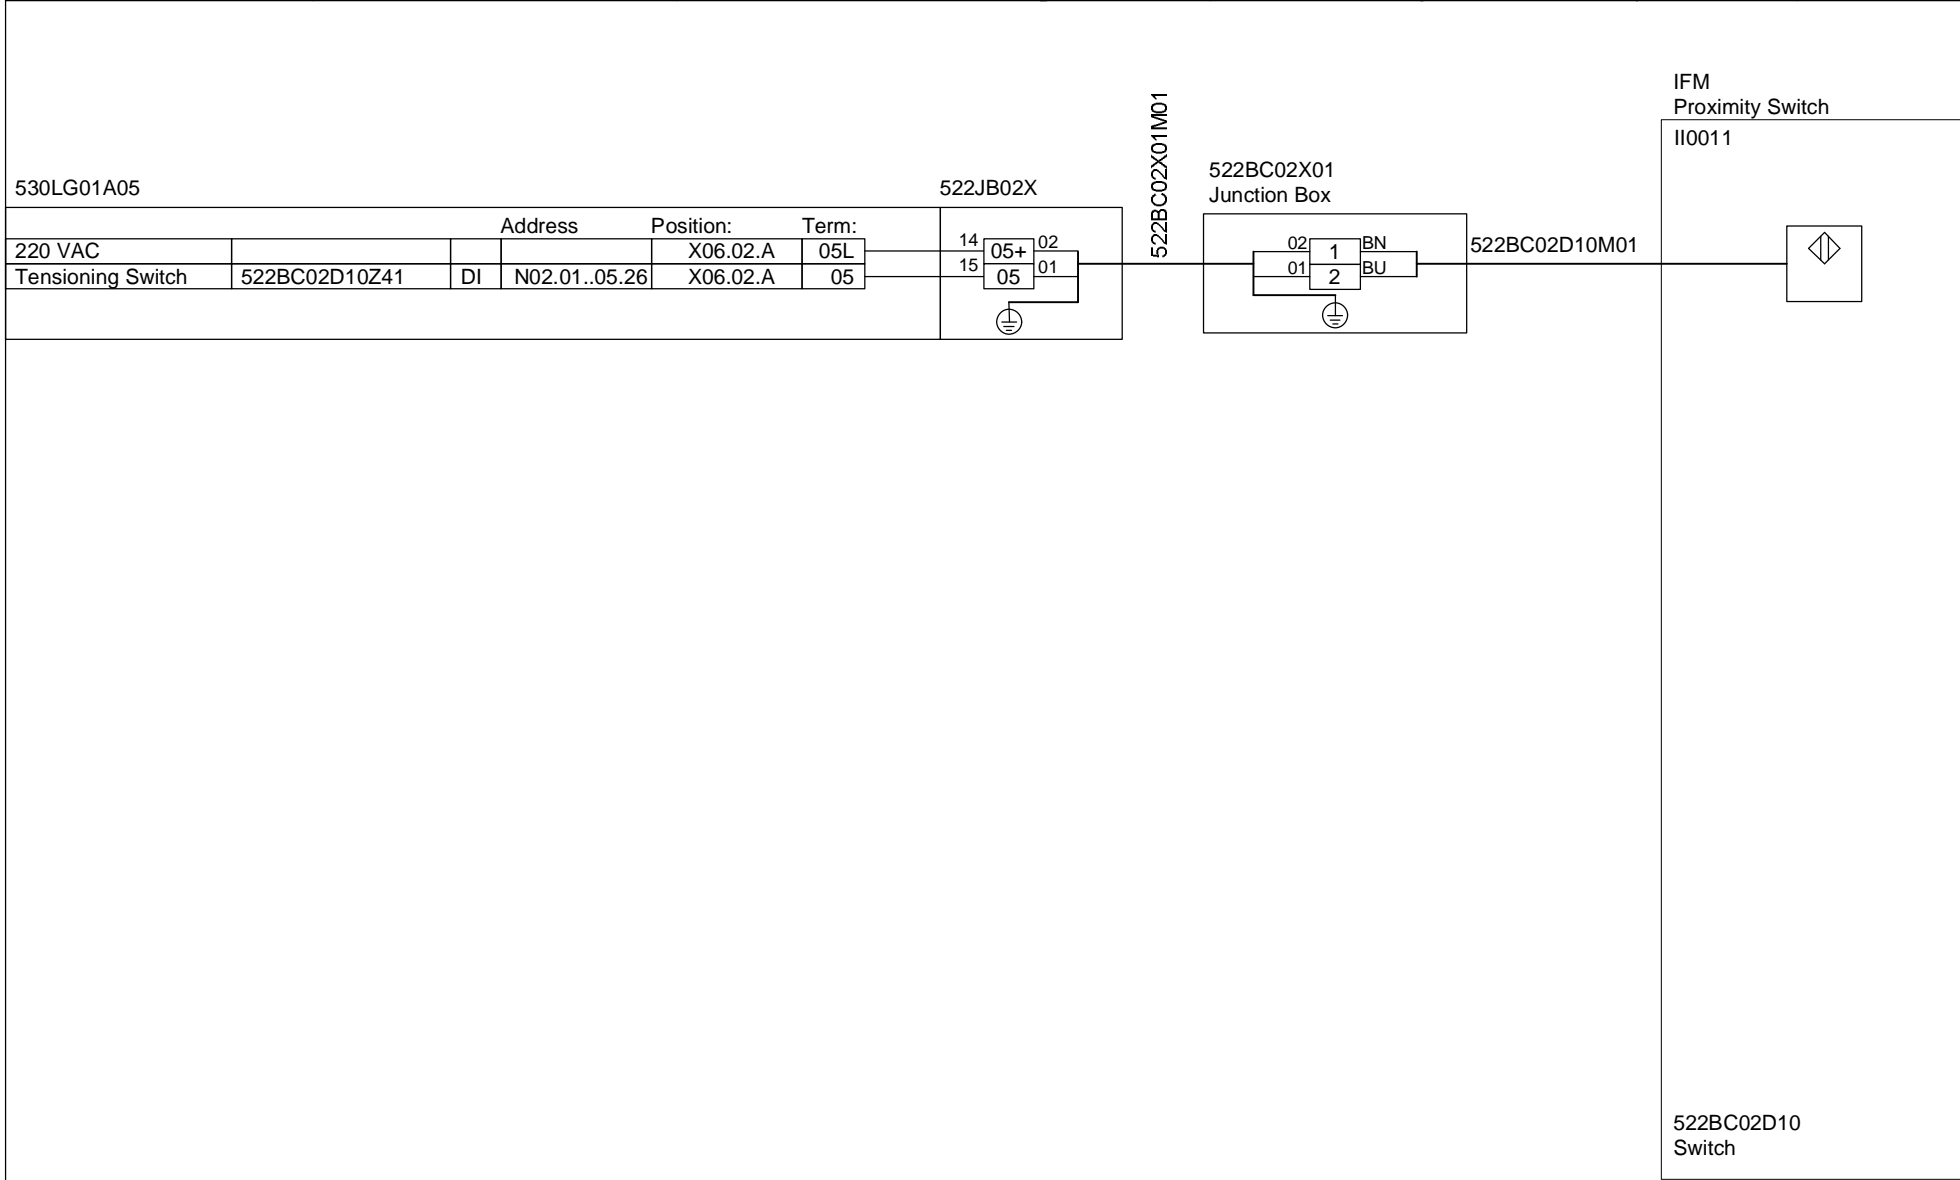 IFM
Proximity Switch
II0011
522BC02X01M01
522BC02X01
Junction Box
530LG01A05
522JB02X
Address Position: Term:
220 VAC X06.02.A 05L
Tensioning Switch 522BC02D10Z41 DI N02.01..05.26 X06.02.A 05
14 05+ 02
15 05 01
02 1 BN
01 2 BU
522BC02D10M01
522BC02D10
Switch